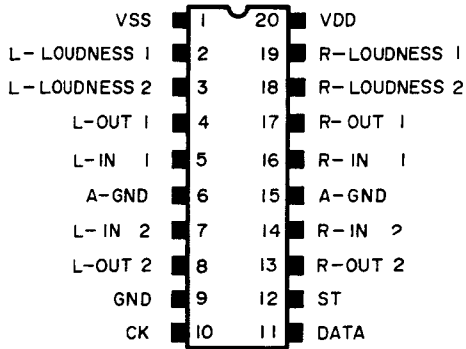 VSS 1 20 VDD
L-LOUDNESS 1 2 19 R-LOUDNESS 1
L-LOUDNESS 2 3 18 R-LOUDNESS 2
L-OUT 1 4 17 R-OUT 1
L-IN 1 5 16 R-IN 1
A-GND 6 15 A-GND
L-IN 2 7 14 R-IN 2
L-OUT 2 8 13 R-OUT 2
GND 9 12 ST
CK 10 11 DATA